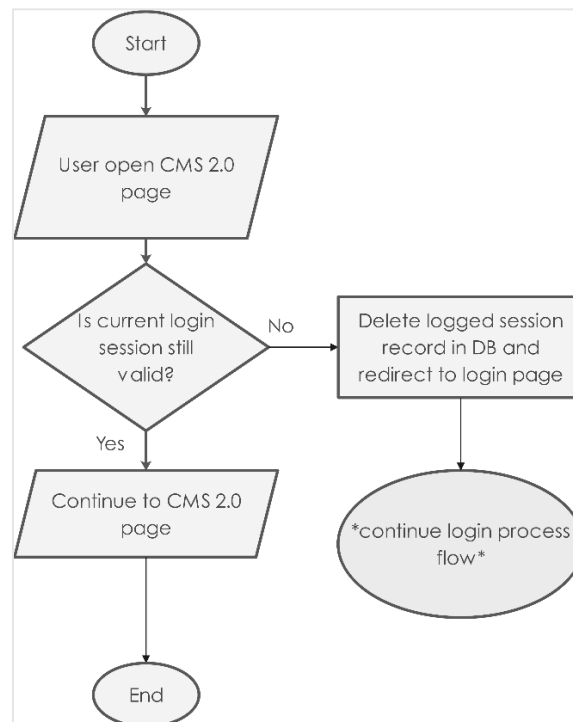 Start
User open CMS 2.0
page
Is current login
session still
valid?
No
Delete logged session
record in DB and
redirect to login page
Yes
Continue to CMS 2.0
page
*continue login process
flow*
End